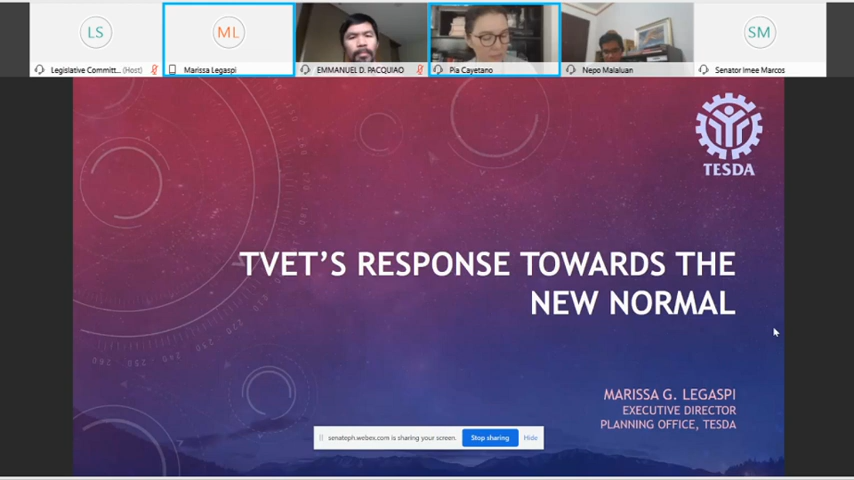 LS
ML
SM
Legislative Committ... (Host)
Marissa Legaspi
EMMANUEL D. PACQUIAO
Pia Cayetano
Nepo Malaluan
Senator Imee Marcos
TESDA
TVET'S RESPONSE TOWARDS THE
NEW NORMAL
MARISSA G. LEGASPI
EXECUTIVE DIRECTOR
PLANNING OFFICE, TESDA
senateph.webex.com is sharing your screen.
Stop sharing
Hide